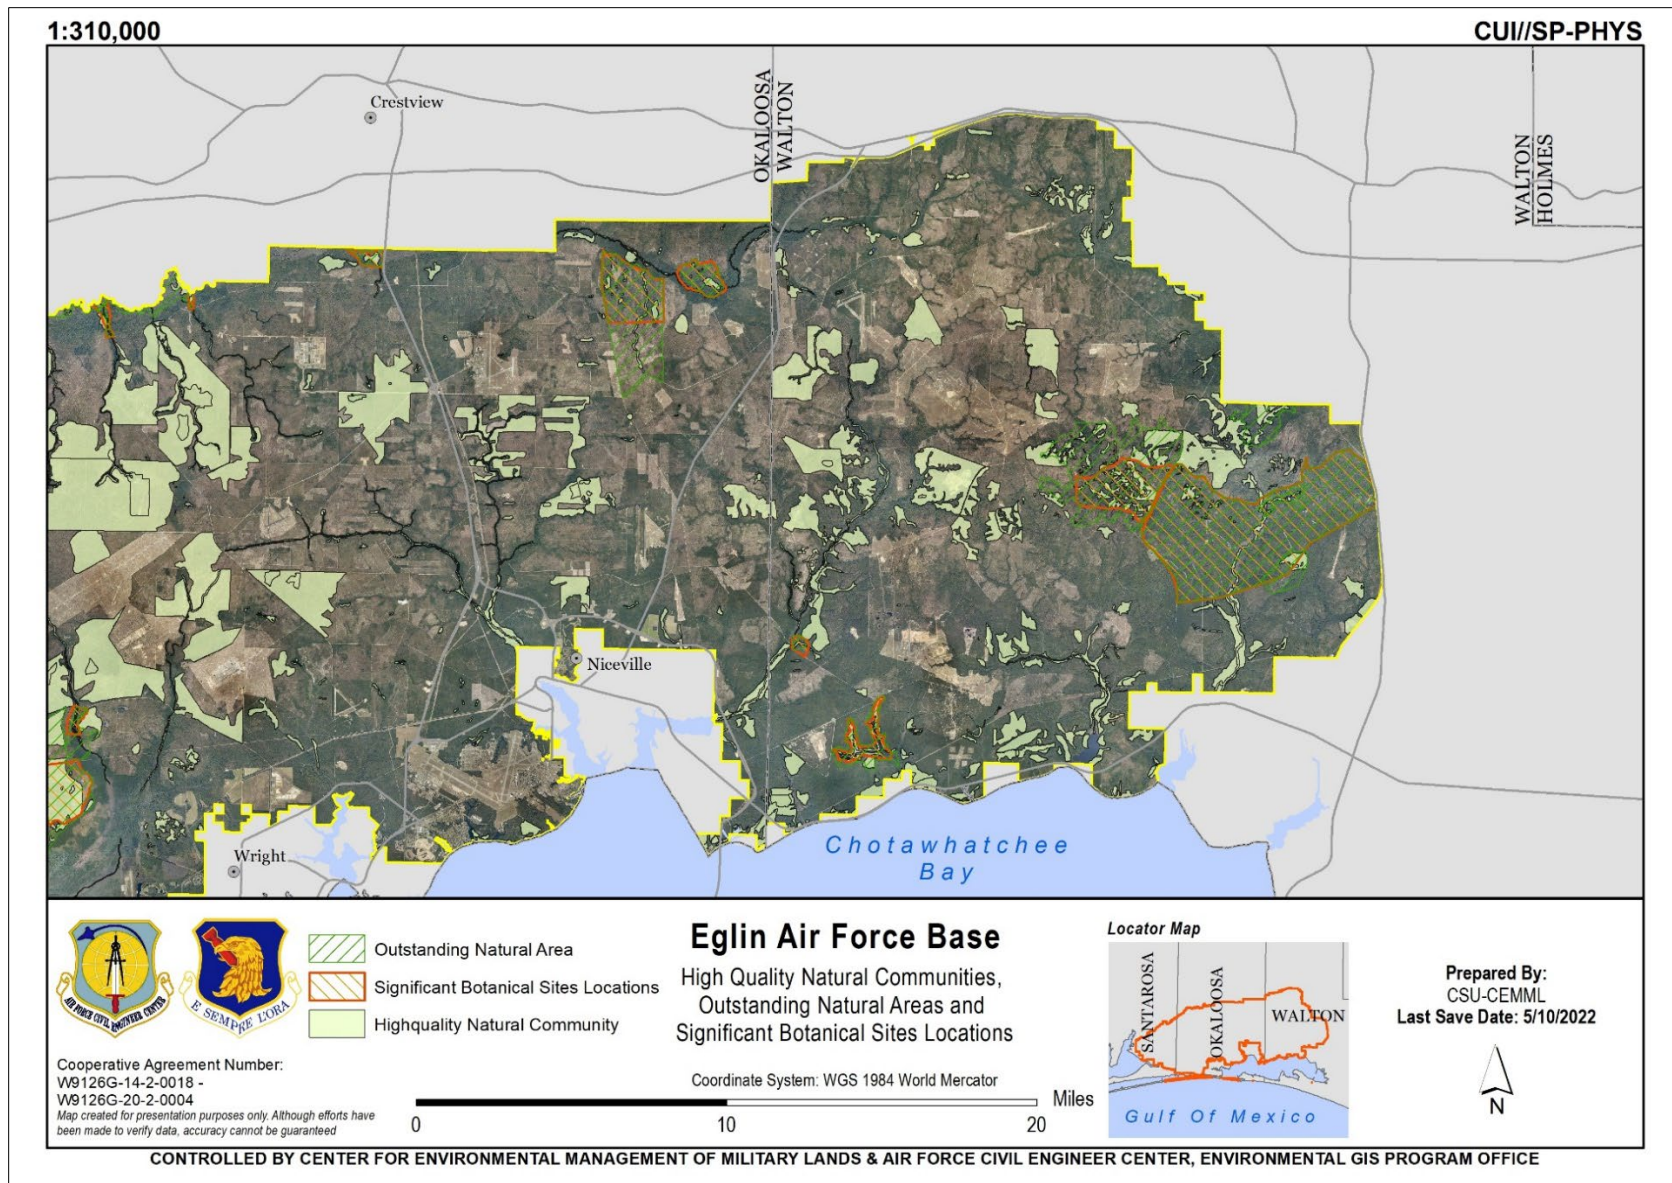 1:310,000
CUI//SP-PHYS
Crestview
OKALOOSA
WALTON
WALTON
HOLMES
Niceville
Wright
Chotawhatchee
Bay
AIR FORCE CIVIL ENGINEER CENTER
E SEMPRE L'ORA
Outstanding Natural Area
Significant Botanical Sites Locations
Highquality Natural Community
Cooperative Agreement Number:
W9126G-14-2-0018 -
W9126G-20-2-0004
Map created for presentation purposes only. Although efforts have
been made to verify data, accuracy cannot be guaranteed
Eglin Air Force Base
High Quality Natural Communities,
Outstanding Natural Areas and
Significant Botanical Sites Locations
Coordinate System: WGS 1984 World Mercator
Miles
0
10
20
Locator Map
SANTAROSA
OKALOOSA
WALTON
Gulf Of Mexico
Prepared By:
CSU-CEMML
Last Save Date: 5/10/2022
N
CONTROLLED BY CENTER FOR ENVIRONMENTAL MANAGEMENT OF MILITARY LANDS & AIR FORCE CIVIL ENGINEER CENTER, ENVIRONMENTAL GIS PROGRAM OFFICE